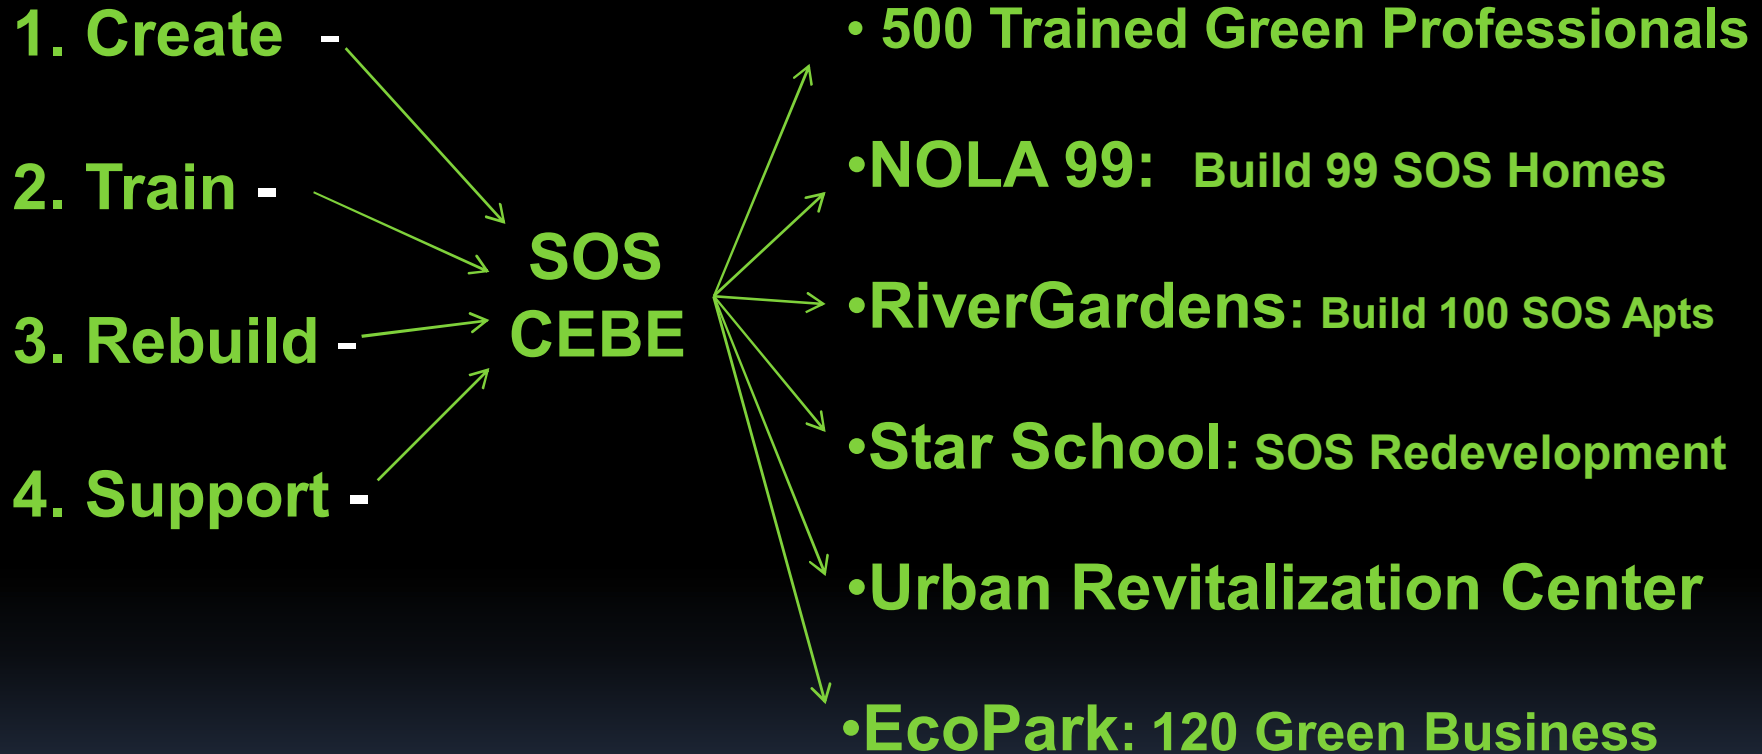 1. Create -
2. Train -
3. Rebuild -
4. Support -
SOS
CEBE
• 500 Trained Green Professionals
•NOLA 99: Build 99 SOS Homes
•RiverGardens: Build 100 SOS Apts
•Star School: SOS Redevelopment
•Urban Revitalization Center
•EcoPark: 120 Green Business